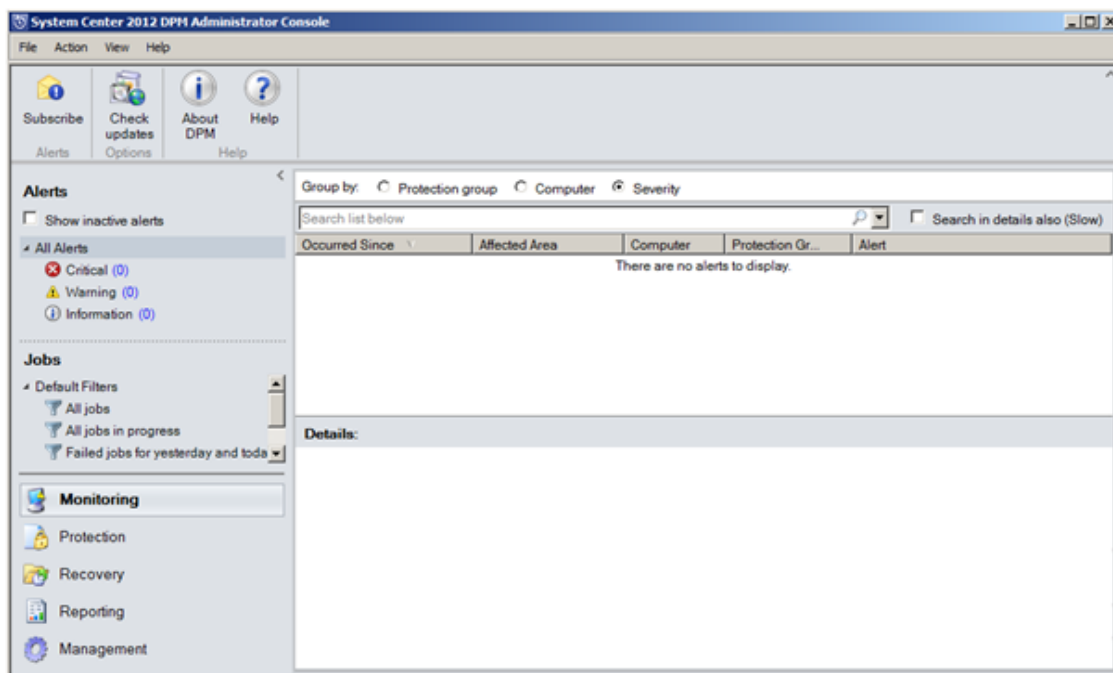 System Center 2012 DPM Administrator Console
File Action View Help
Subscribe
Check updates
About DPM
Help
Alerts
Options
Help
Alerts
Show inactive alerts
All Alerts
Critical (0)
Warning (0)
Information (0)
Jobs
Default Filters
All jobs
All jobs in progress
Failed jobs for yesterday and toda
Monitoring
Protection
Recovery
Reporting
Management
Group by: Protection group Computer Severity
Search list below
Search in details also (Slow)
Occurred Since Affected Area Computer Protection Gr... Alert
There are no alerts to display.
Details: